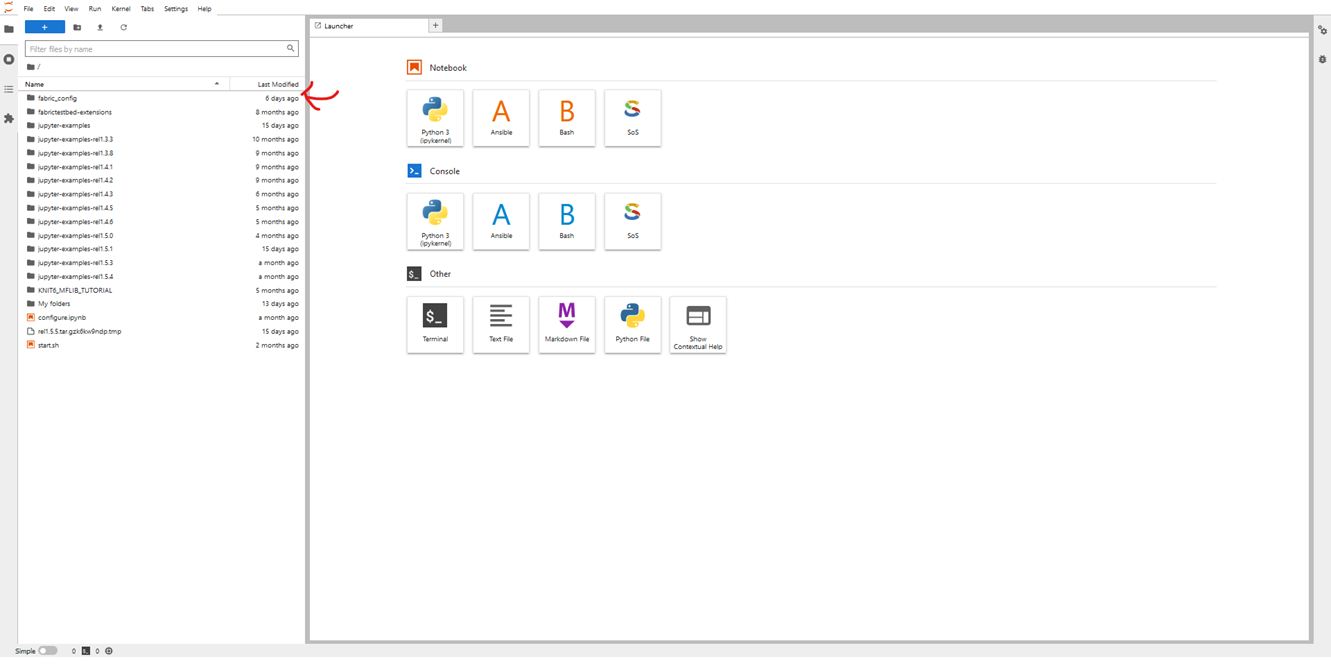 File Edit View Run Kernel Tabs Settings Help
+
Launcher
+
Filter files by name
/
Name Last Modified
fabric_config 6 days ago
fabrictestbed-extensions 8 months ago
jupyter-examples 15 days ago
jupyter-examples-rel1.3.3 10 months ago
jupyter-examples-rel1.3.8 9 months ago
jupyter-examples-rel1.4.1 9 months ago
jupyter-examples-rel1.4.2 9 months ago
jupyter-examples-rel1.4.3 6 months ago
jupyter-examples-rel1.4.5 5 months ago
jupyter-examples-rel1.4.6 5 months ago
jupyter-examples-rel1.5.0 4 months ago
jupyter-examples-rel1.5.1 15 days ago
jupyter-examples-rel1.5.3 a month ago
jupyter-examples-rel1.5.4 a month ago
KNIT6_MFLIB_TUTORIAL 5 months ago
My folders 13 days ago
configure.ipynb a month ago
rel1.5.5.tar.gzk6kw9ndp.tmp 15 days ago
start.sh 2 months ago
Notebook
Python 3
(ipykernel)
A
Ansible
B
Bash
S
SoS
Console
Python 3
(ipykernel)
A
Ansible
B
Bash
S
SoS
$_
Other
$_
Terminal
Text File
M
Markdown File
Python File
Show
Contextual Help
Simple 0 $_ 0